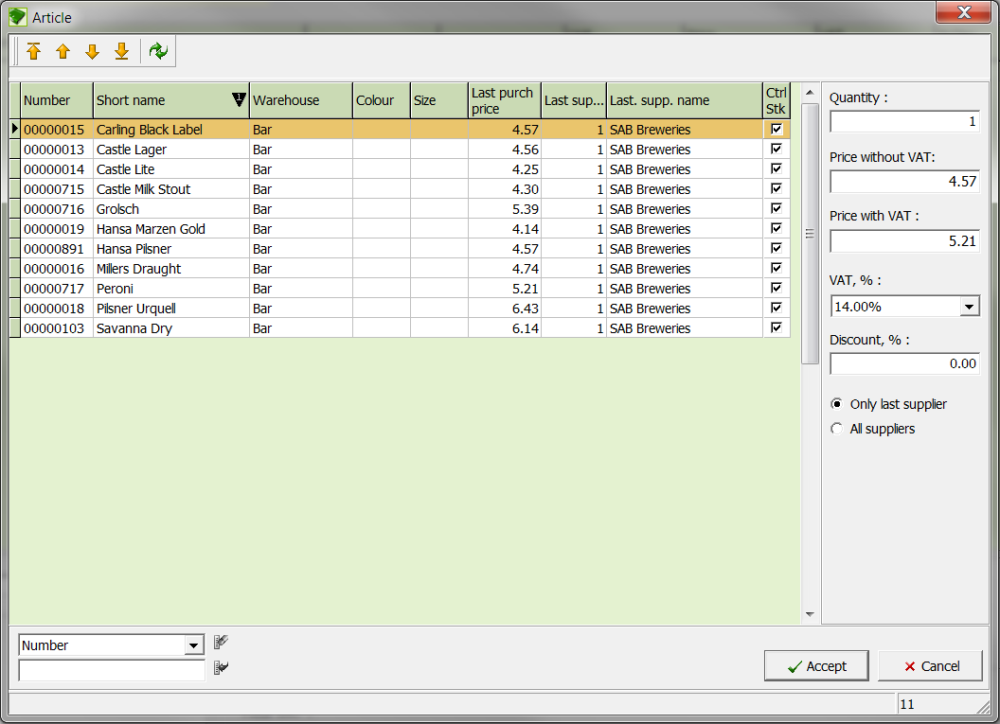 Article
Number Short name 1 Warehouse Colour Size Last purch price Last sup... Last. supp. name Ctrl Stk
00000015 Carling Black Label Bar 4.57 1 SAB Breweries
00000013 Castle Lager Bar 4.56 1 SAB Breweries
00000014 Castle Lite Bar 4.25 1 SAB Breweries
00000715 Castle Milk Stout Bar 4.30 1 SAB Breweries
00000716 Grolsch Bar 5.39 1 SAB Breweries
00000019 Hansa Marzen Gold Bar 4.14 1 SAB Breweries
00000891 Hansa Pilsner Bar 4.57 1 SAB Breweries
00000016 Millers Draught Bar 4.74 1 SAB Breweries
00000717 Peroni Bar 5.21 1 SAB Breweries
00000018 Pilsner Urquell Bar 6.43 1 SAB Breweries
00000103 Savanna Dry Bar 6.14 1 SAB Breweries
Quantity :
1
Price without VAT:
4.57
Price with VAT :
5.21
VAT, % :
14.00%
Discount, % :
0.00
Only last supplier
All suppliers
Number
Accept Cancel
11